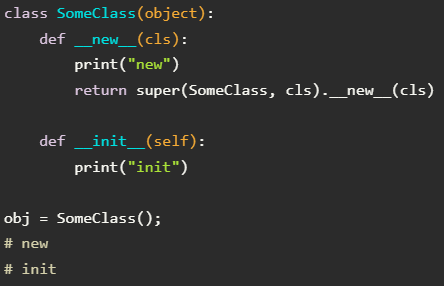 class SomeClass(object):
    def __new__(cls):
        print("new")
        return super(SomeClass, cls).__new__(cls)

    def __init__(self):
        print("init")

obj = SomeClass();
# new
# init